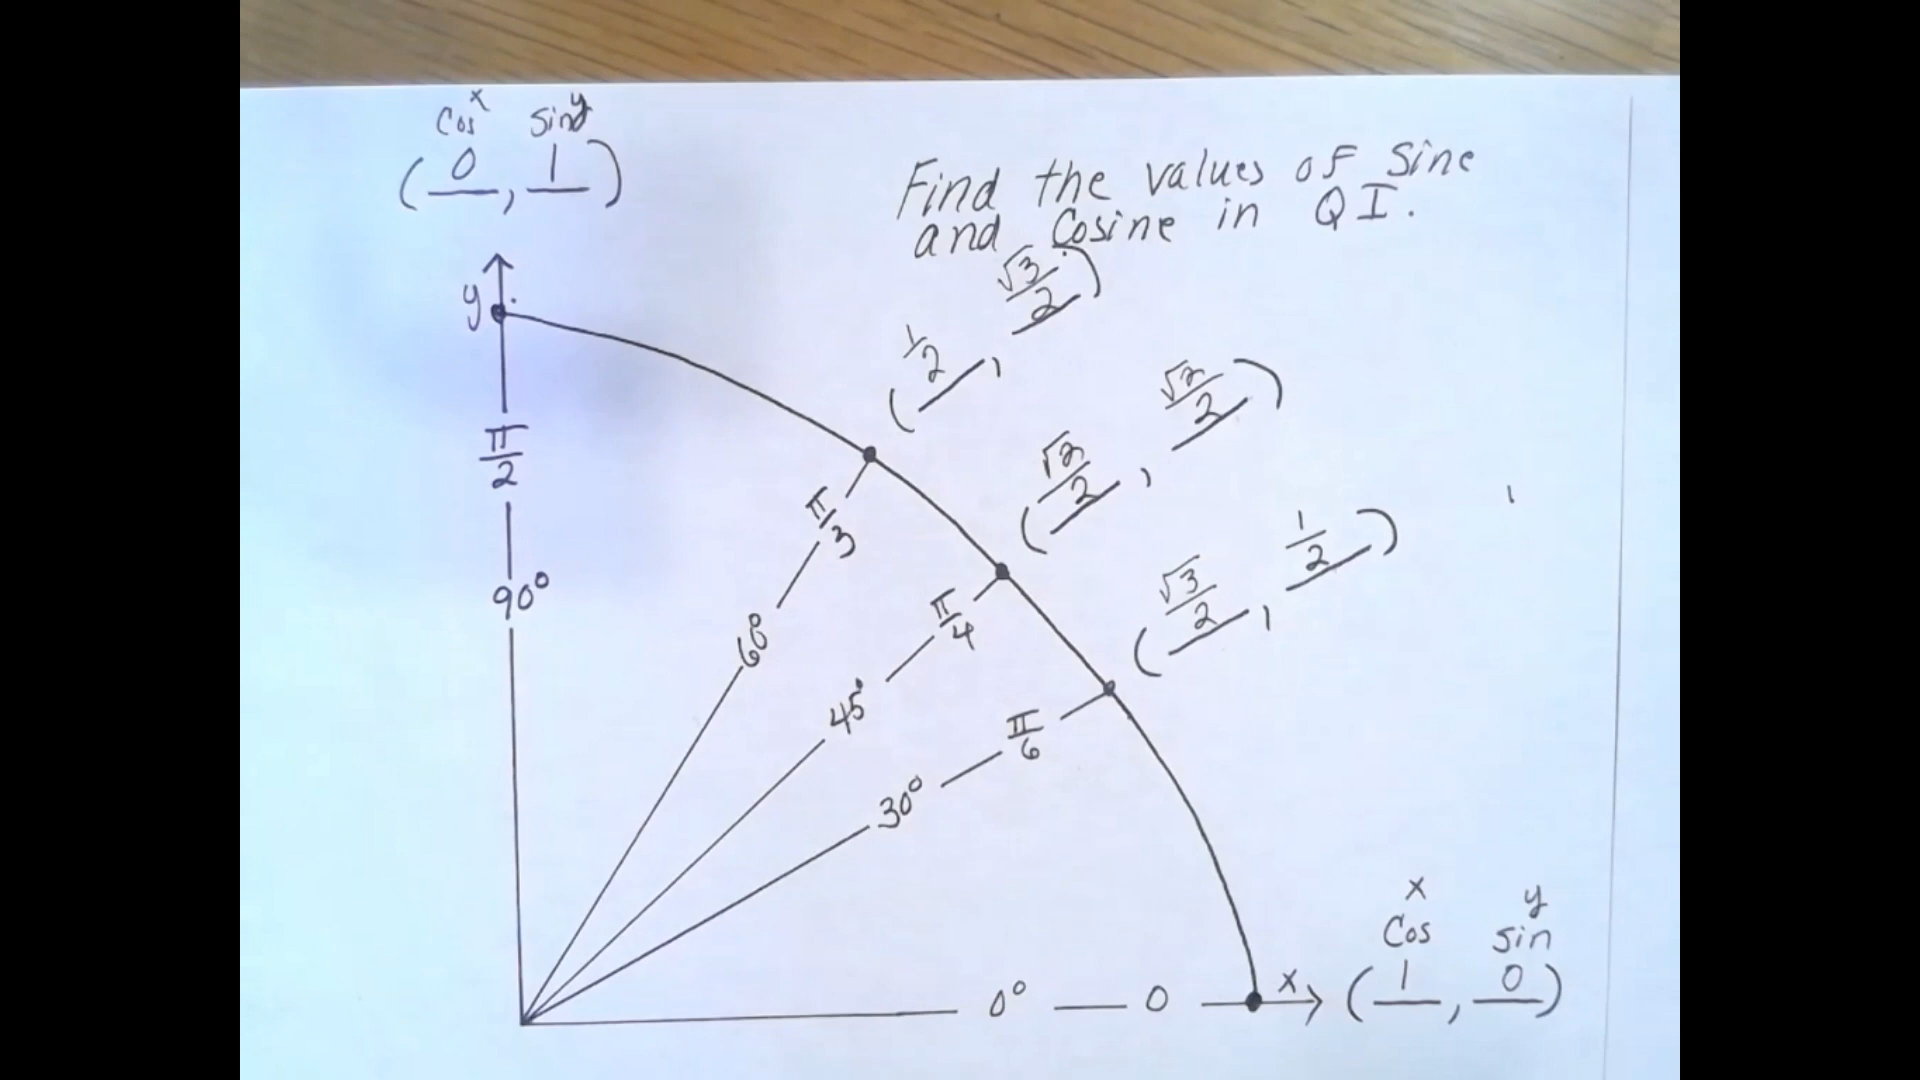 cos x sin y
(0, 1)
Find the values of Sine
and Cosine in QI.
y
π/2
90°
(1/2, √3/2)
π/3
60°
(√2/2, √2/2)
π/4
45°
(√3/2, 1/2)
π/6
30°
x y
Cos sin
0° 0 x (1, 0)